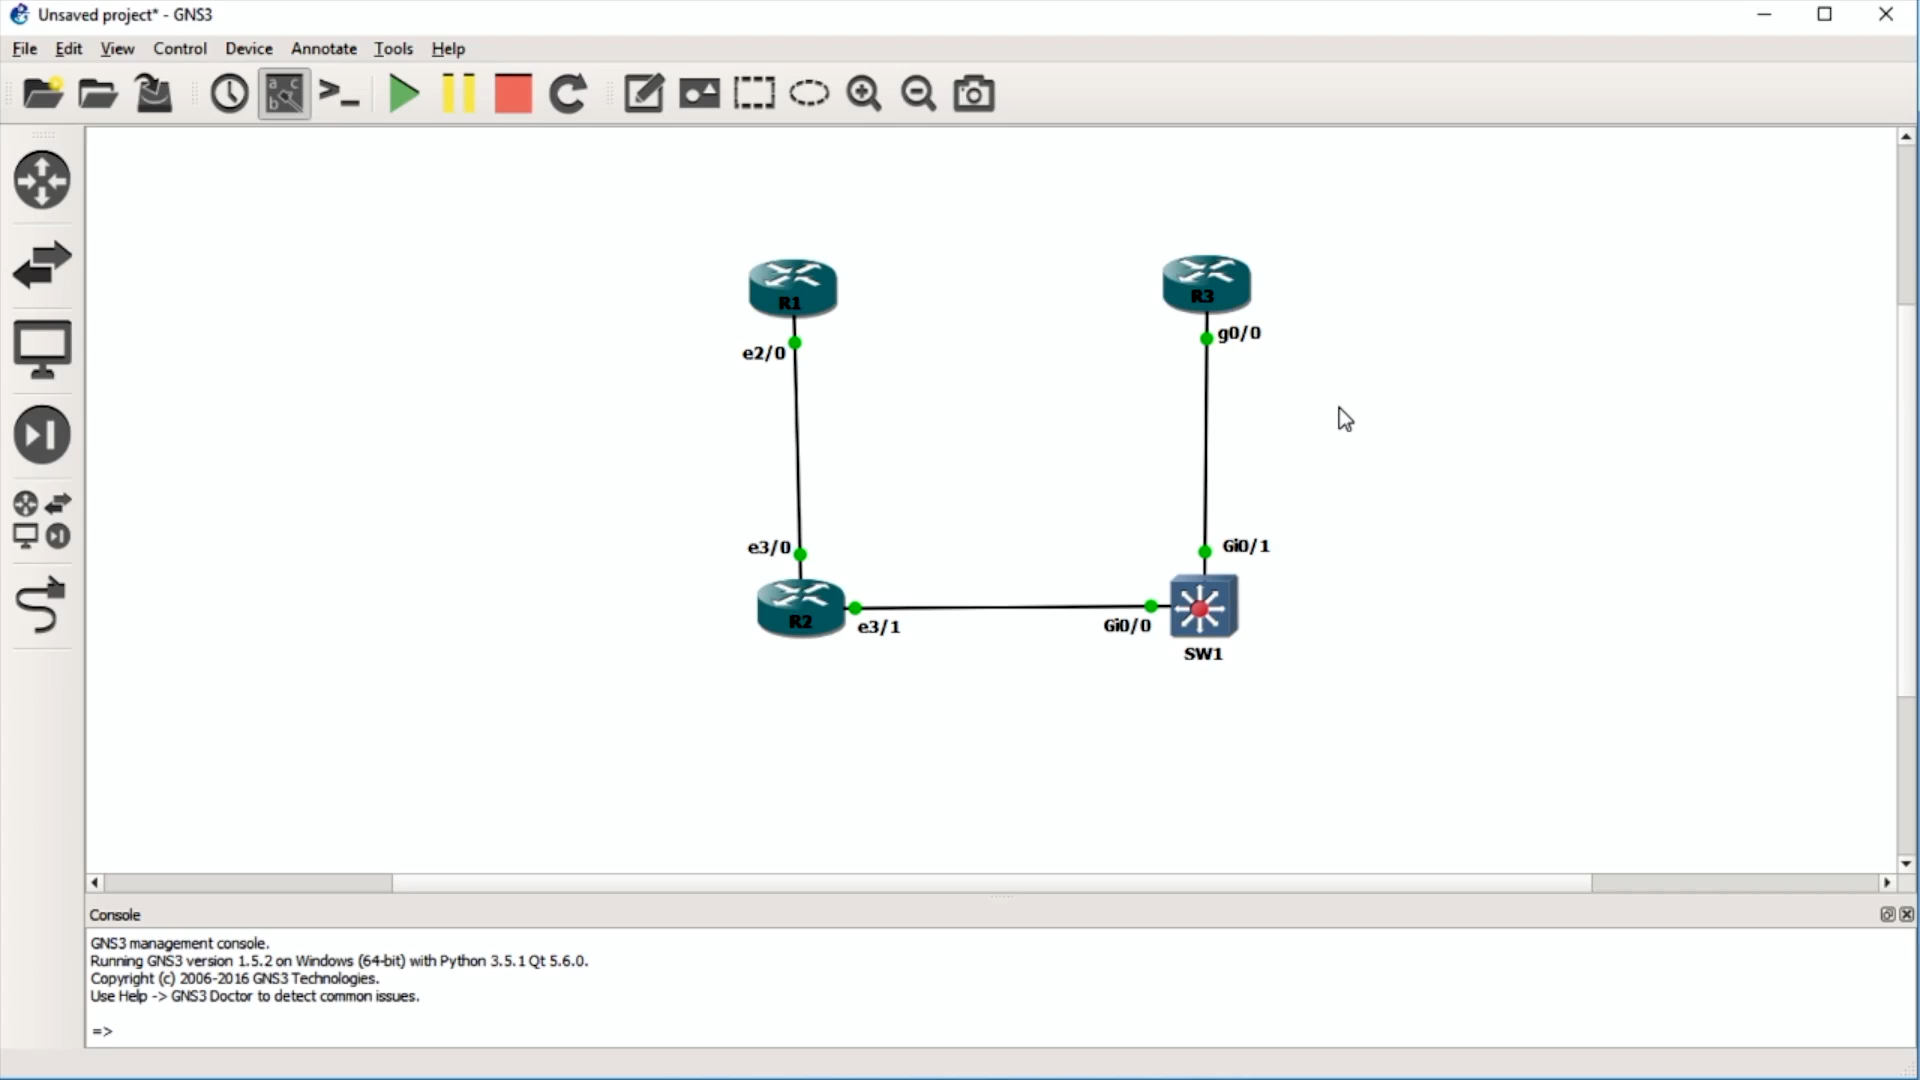 Unsaved project* - GNS3
File Edit View Control Device Annotate Tools Help
R1
R3
e2/0
g0/0
e3/0
Gi0/1
R2
e3/1
Gi0/0
SW1
Console
GNS3 management console.
Running GNS3 version 1.5.2 on Windows (64-bit) with Python 3.5.1 Qt 5.6.0.
Copyright (c) 2006-2016 GNS3 Technologies.
Use Help -> GNS3 Doctor to detect common issues.
=>